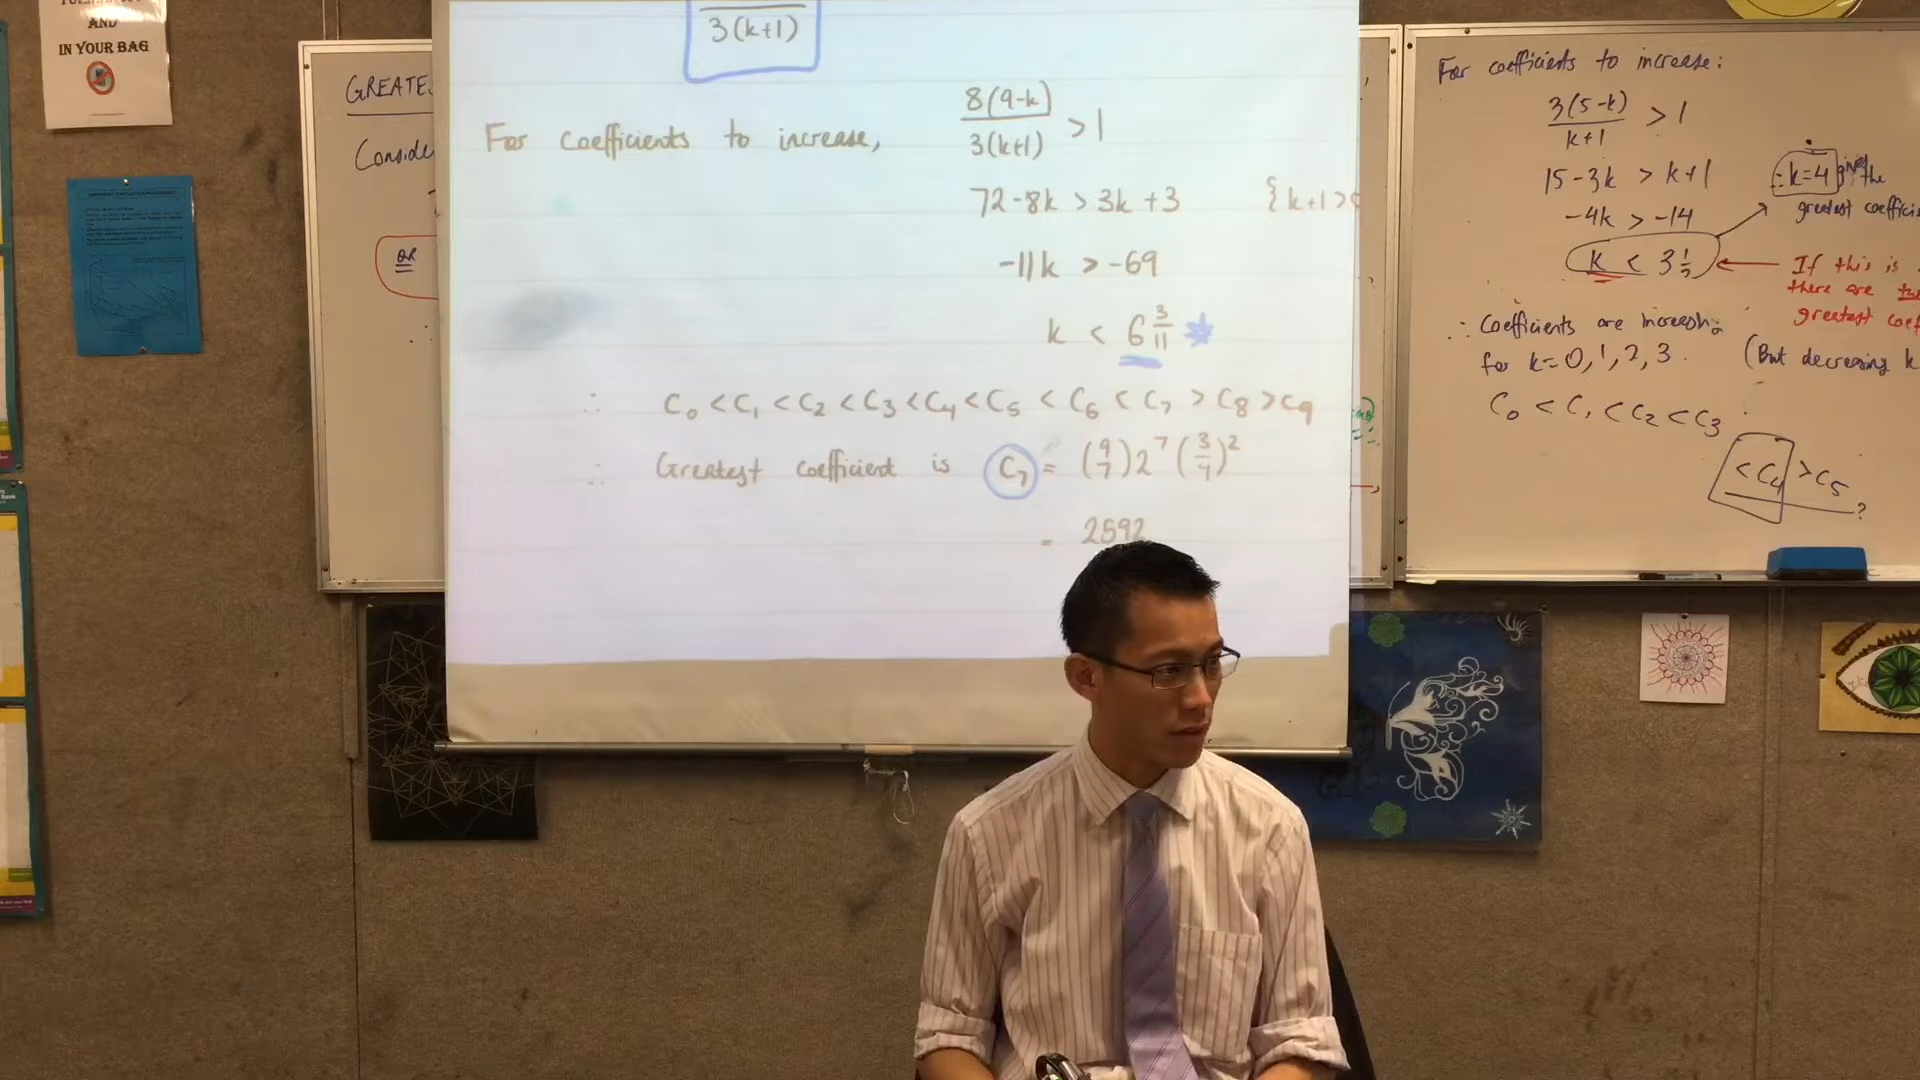 AND
IN YOUR BAG
GREATE
Conside
OR
3(k+1)
For coefficients to increase, 8(9-k)/3(k+1) > 1
72-8k > 3k+3 {k+1>
-11k > -69
k < 6 3/11 *
∴ C₀<C₁<C₂<C₃<C₄<C₅<C₆<C₇>C₈>C₉
∴ Greatest coefficient is C₇ = (9 7)2⁷(3/4)²
= 2592
For coefficients to increase:
3(5-k)/k+1 > 1
15-3k > k+1
-4k > -14
k < 3 1/2
∴ k=4 gives the
greatest
If this is
there are
greatest
∴ Coefficients are
for k=0, 1, 2, 3. (But decreasing k
C₀ < C₁ < C₂ < C₃
< C₄ > C₅
?